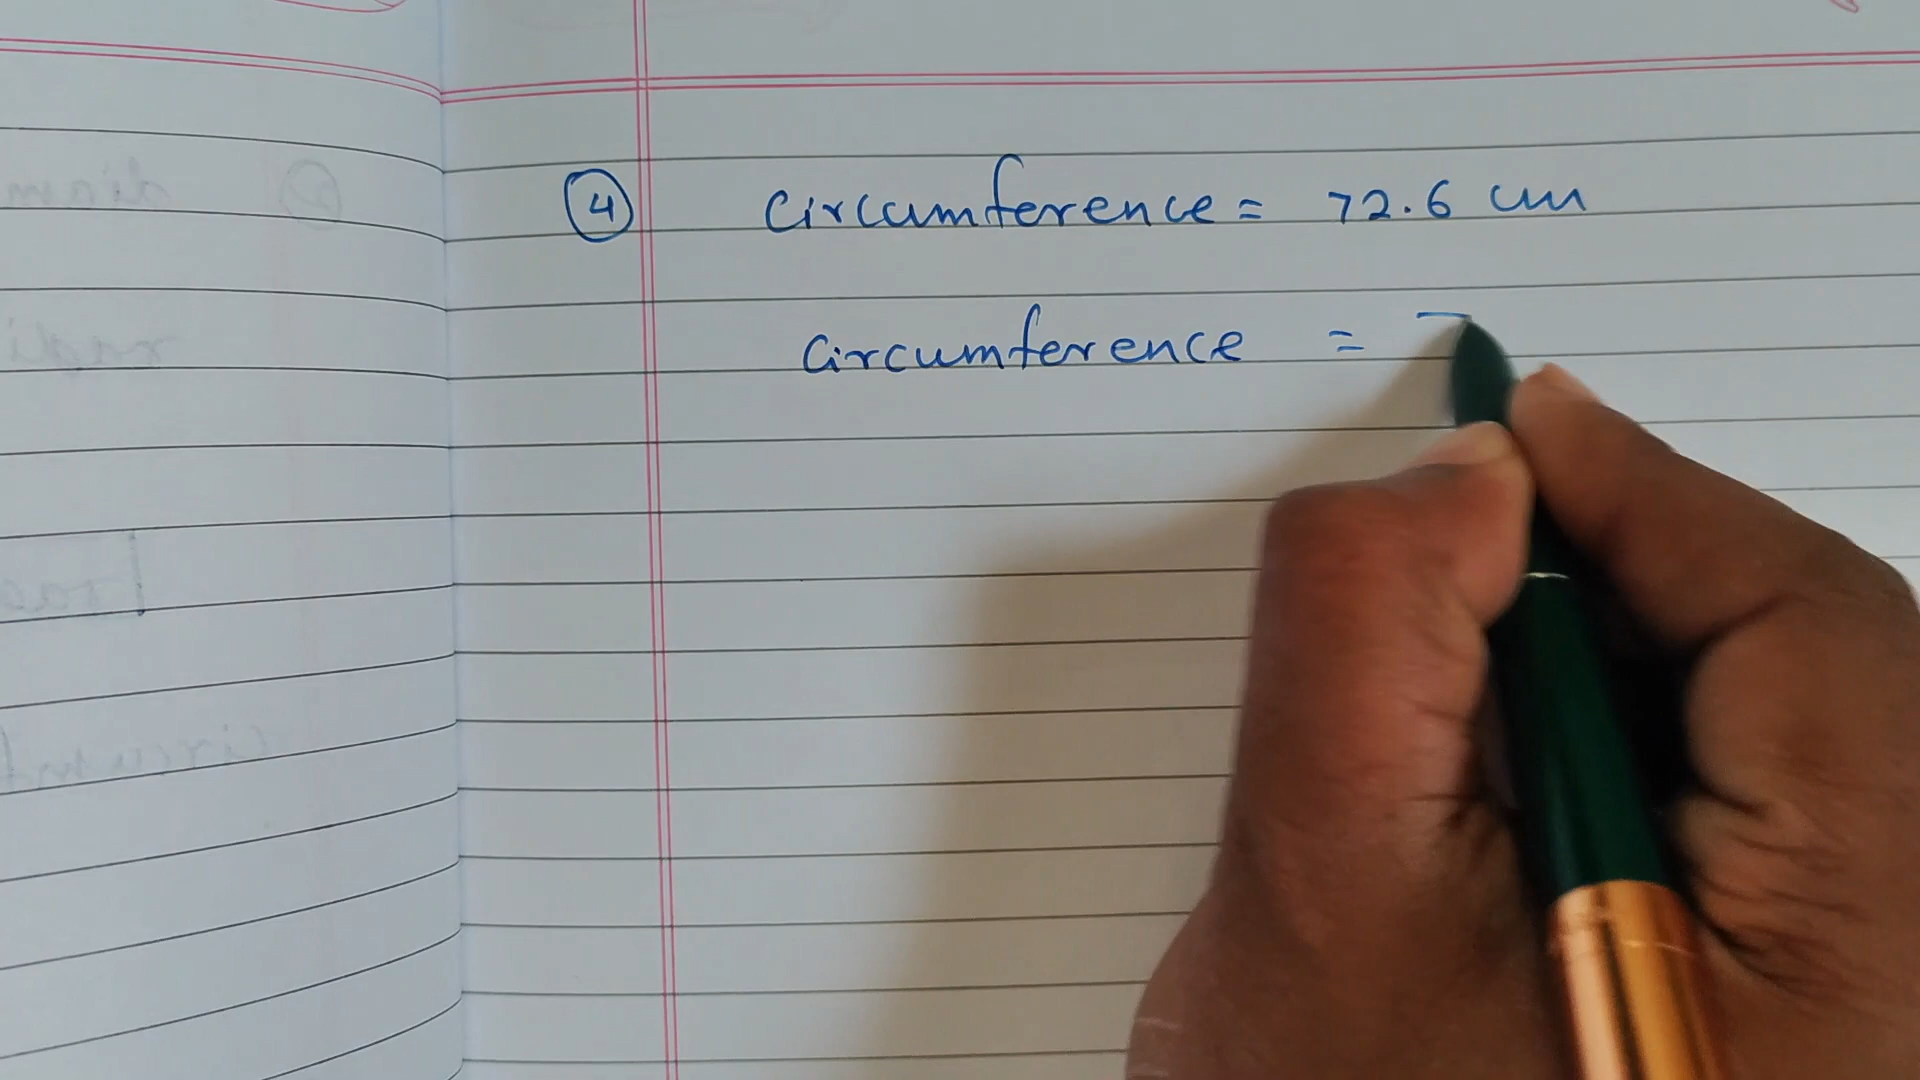 ④ Circumference = 72.6 cm
Circumference =